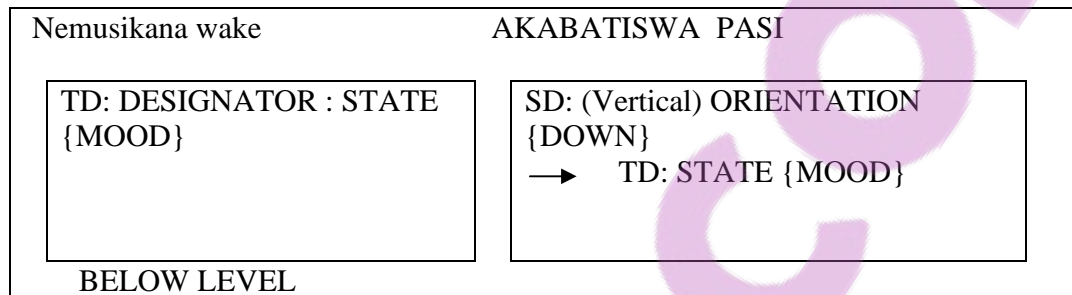 Nemusikana wake AKABATISWA PASI
TD: DESIGNATOR : STATE {MOOD}
SD: (Vertical) ORIENTATION {DOWN}
→ TD: STATE {MOOD}
BELOW LEVEL